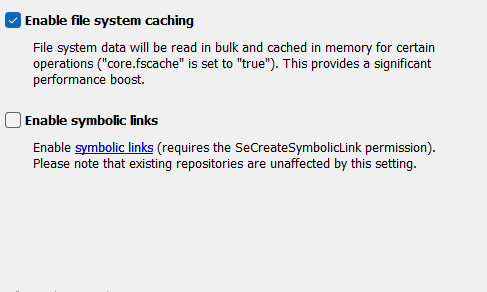 Enable file system caching
File system data will be read in bulk and cached in memory for certain
operations ("core.fscache" is set to "true"). This provides a significant
performance boost.
Enable symbolic links
Enable symbolic links (requires the SeCreateSymbolicLink permission).
Please note that existing repositories are unaffected by this setting.